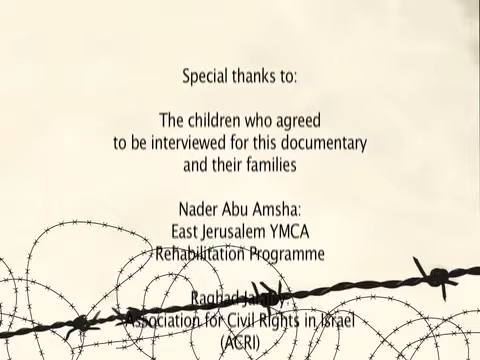 Special thanks to:
The children who agreed
to be interviewed for this documentary
and their families
Nader Abu Amsha:
East Jerusalem YMCA
Rehabilitation Programme
Raghad
Association for Civil Rights in Israel
(ACRI)